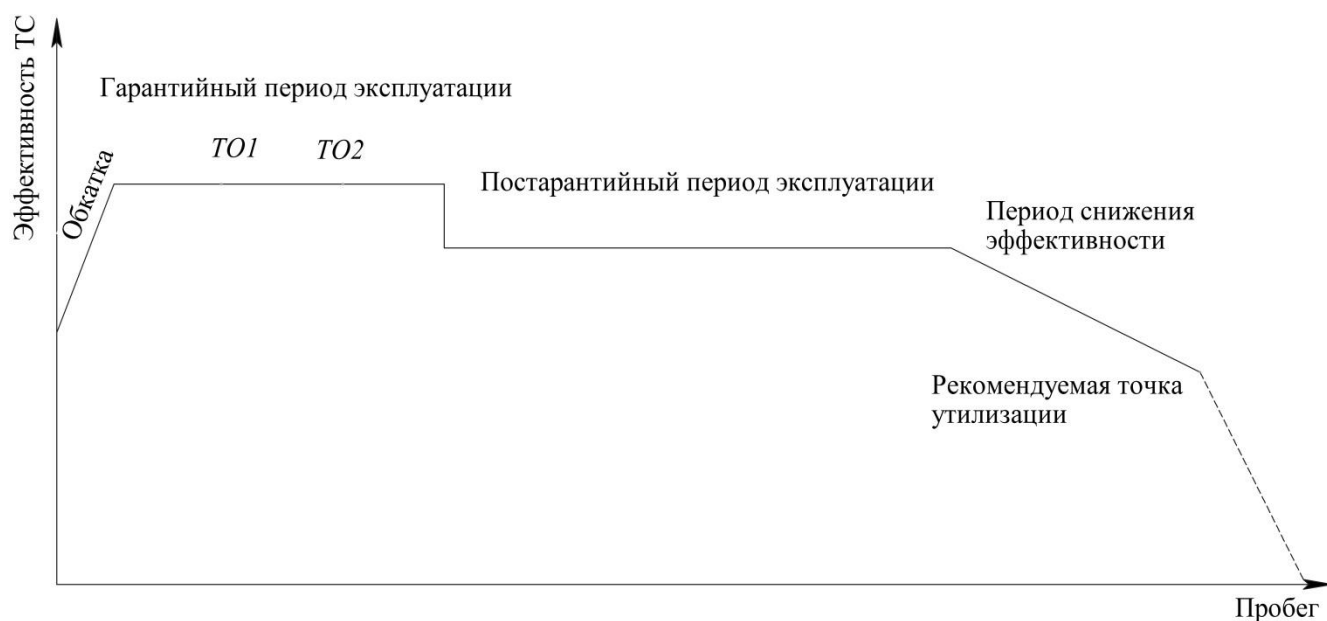 Эффективность ТС
Гарантийный период эксплуатации
Обкатка
ТО1
ТО2
Постарантийный период эксплуатации
Период снижения
эффективности
Рекомендуемая точка
утилизации
Пробег